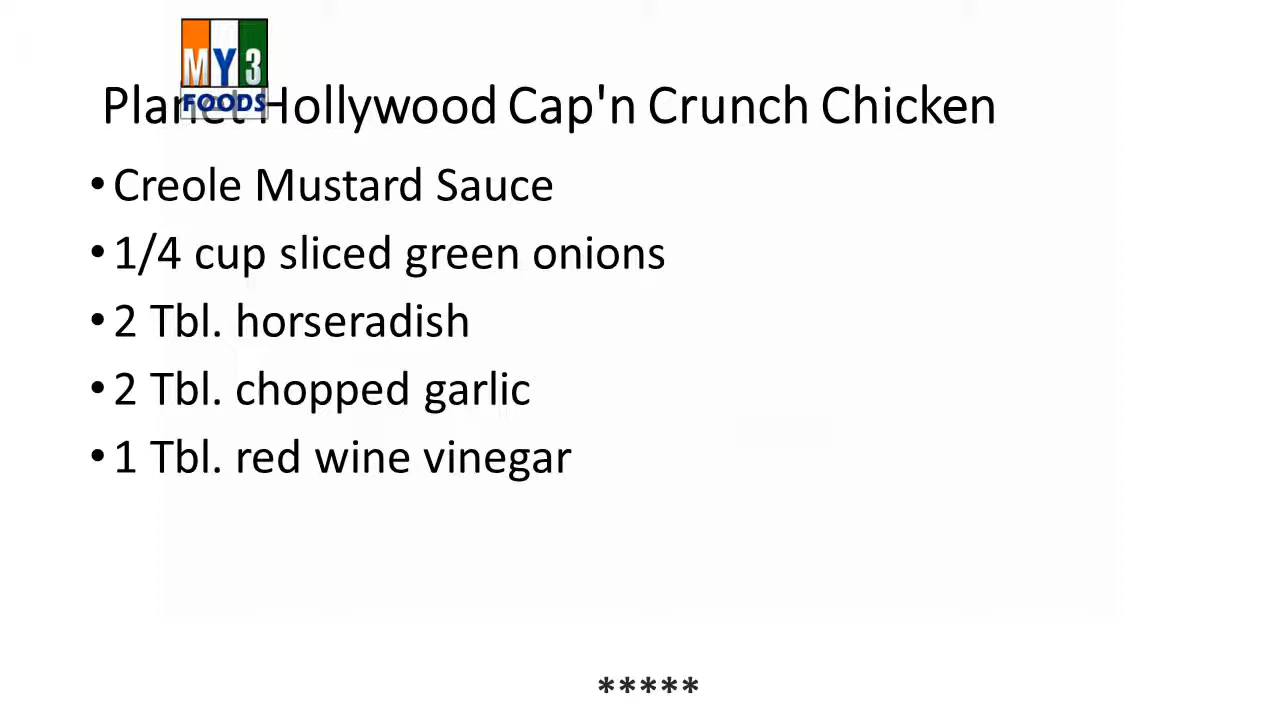 MY3
FOODS
Planet Hollywood Cap'n Crunch Chicken
•Creole Mustard Sauce
•1/4 cup sliced green onions
•2 Tbl. horseradish
•2 Tbl. chopped garlic
•1 Tbl. red wine vinegar
*****